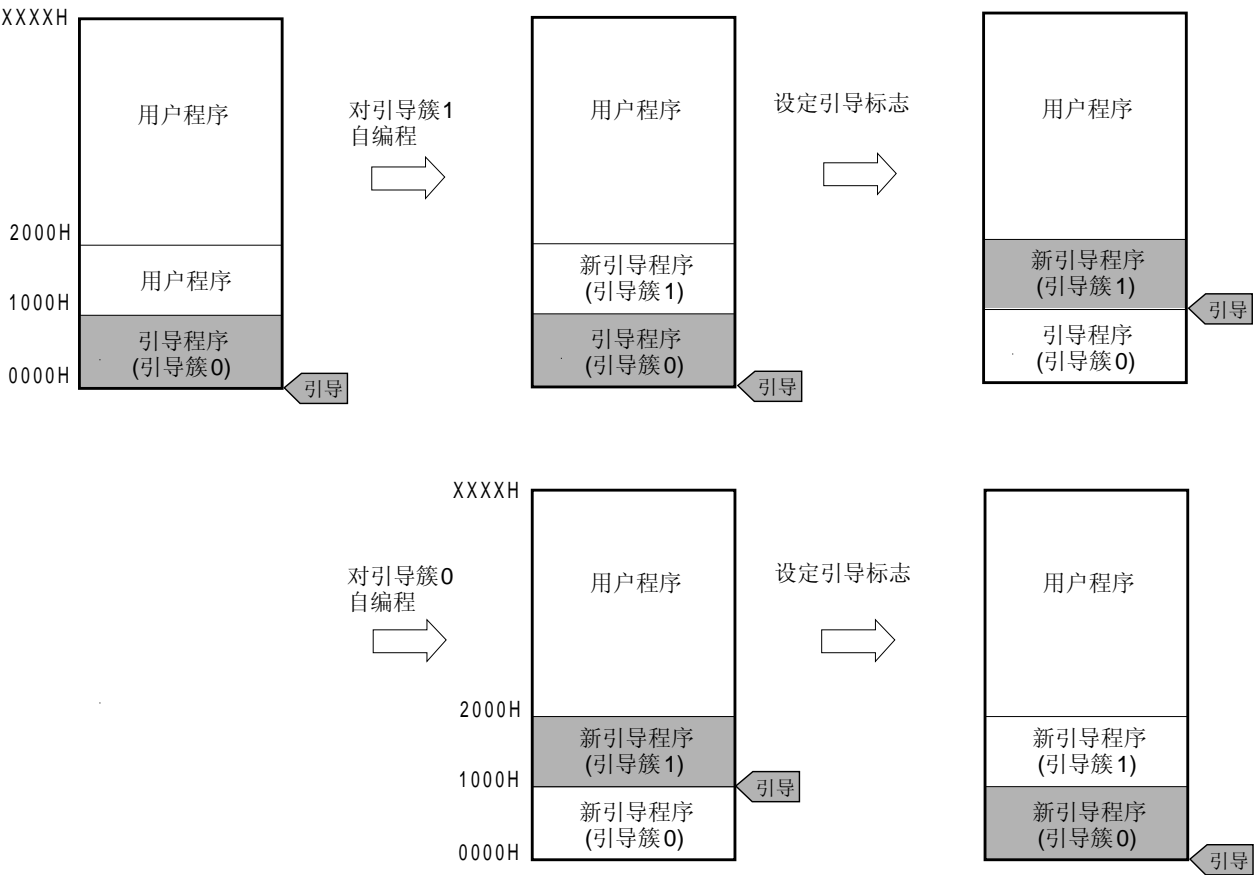 XXXXH
用户程序
2000H
用户程序
1000H
引导程序
(引导簇0)
0000H
引导
对引导簇1
自编程
用户程序
新引导程序
(引导簇1)
引导程序
(引导簇0)
引导
设定引导标志
用户程序
新引导程序
(引导簇1)
引导
引导程序
(引导簇0)
对引导簇0
自编程
XXXXH
用户程序
2000H
新引导程序
(引导簇1)
1000H
引导
新引导程序
(引导簇0)
0000H
设定引导标志
用户程序
新引导程序
(引导簇1)
新引导程序
(引导簇0)
引导